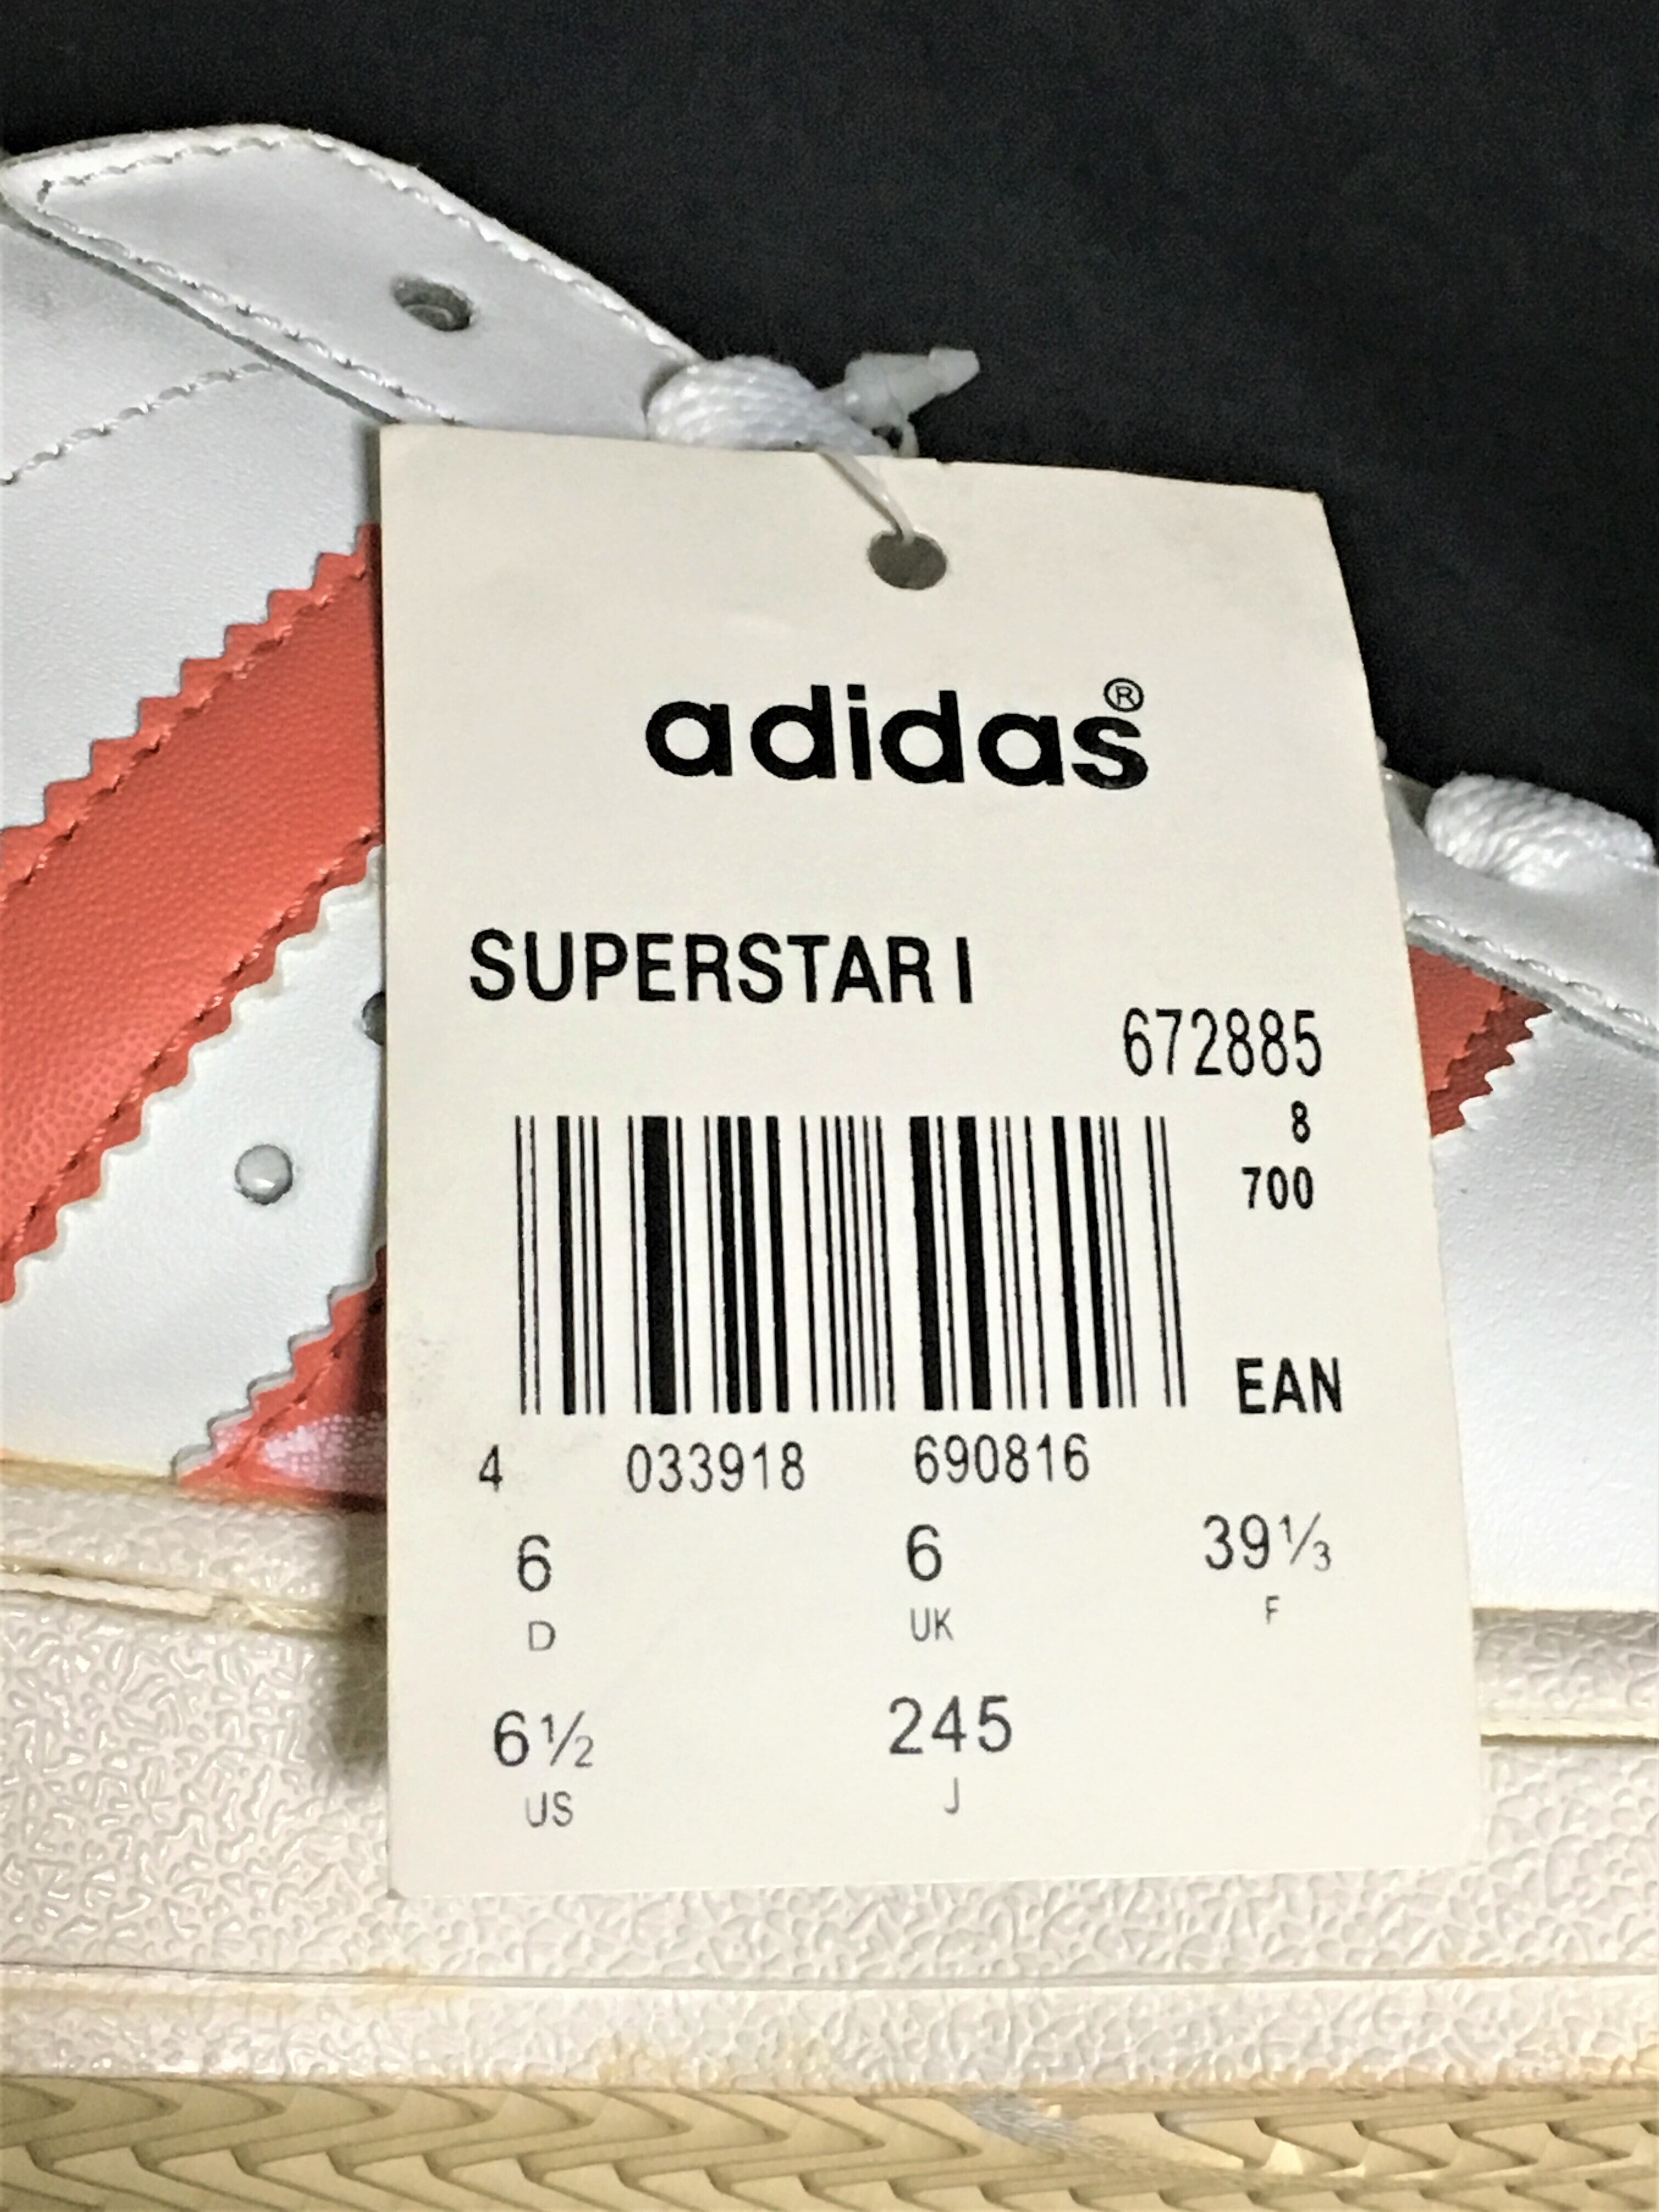 adidas®
SUPERSTAR I
672885
8
700
EAN
4 033918 690816
6 6 39⅓
D UK F
6½ 245
US J